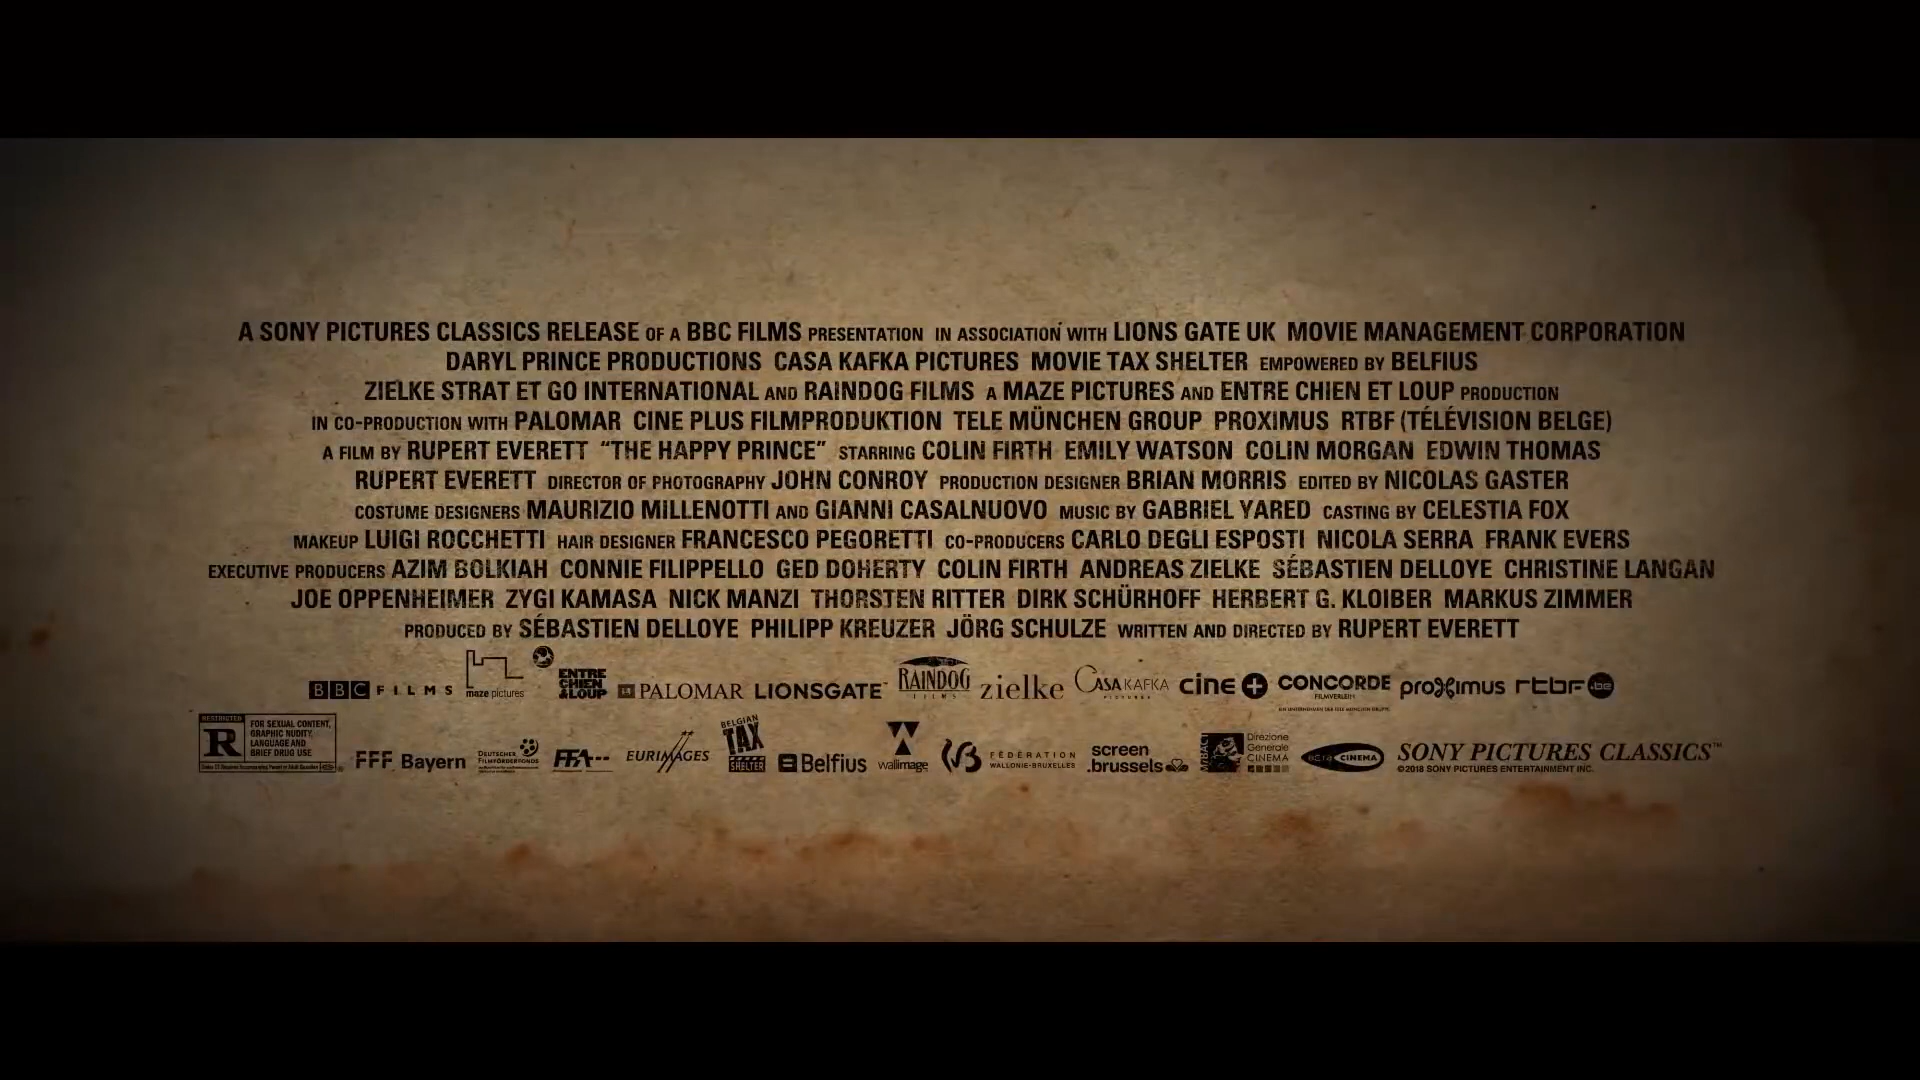 A SONY PICTURES CLASSICS RELEASE OF A BBC FILMS PRESENTATION IN ASSOCIATION WITH LIONS GATE UK MOVIE MANAGEMENT CORPORATION
DARYL PRINCE PRODUCTIONS CASA KAFKA PICTURES MOVIE TAX SHELTER EMPOWERED BY BELFIUS
ZIELKE STRAT ET GO INTERNATIONAL AND RAINDOG FILMS A MAZE PICTURES AND ENTRE CHIEN ET LOUP PRODUCTION
IN CO-PRODUCTION WITH PALOMAR CINE PLUS FILMPRODUKTION TELE MÜNCHEN GROUP PROXIMUS RTBF (TÉLÉVISION BELGE)
A FILM BY RUPERT EVERETT “THE HAPPY PRINCE” STARRING COLIN FIRTH EMILY WATSON COLIN MORGAN EDWIN THOMAS
RUPERT EVERETT DIRECTOR OF PHOTOGRAPHY JOHN CONROY PRODUCTION DESIGNER BRIAN MORRIS EDITED BY NICOLAS GASTER
COSTUME DESIGNERS MAURIZIO MILLENOTTI AND GIANNI CASALNUOVO MUSIC BY GABRIEL YARED CASTING BY CELESTIA FOX
MAKEUP LUIGI ROCCHETTI HAIR DESIGNER FRANCESCO PEGORETTI CO-PRODUCERS CARLO DEGLI ESPOSTI NICOLA SERRA FRANK EVERS
EXECUTIVE PRODUCERS AZIM BOLKIAH CONNIE FILIPPELLO GED DOHERTY COLIN FIRTH ANDREAS ZIELKE SÉBASTIEN DELLOYE CHRISTINE LANGAN
JOE OPPENHEIMER ZYGI KAMASA NICK MANZI THORSTEN RITTER DIRK SCHÜRHOFF HERBERT G. KLOIBER MARKUS ZIMMER
PRODUCED BY SÉBASTIEN DELLOYE PHILIPP KREUZER JÖRG SCHULZE WRITTEN AND DIRECTED BY RUPERT EVERETT
BBC FILMS maze pictures ENTRE CHIEN & LOUP PALOMAR LIONSGATE RAINDOG FILMS zielke CASA KAFKA PICTURES cine+ CONCORDE FILMVERLEIH proximus rtbf.be
RESTRICTED R FOR SEXUAL CONTENT, GRAPHIC NUDITY, LANGUAGE AND BRIEF DRUG USE
FFF Bayern DEUTSCHER FILMFÖRDERFONDS FFA EURIMAGES BELGIAN TAX SHELTER Belfius wallimage FÉDÉRATION WALLONIE-BRUXELLES screen .brussels MIBACT Direzione Generale CINEMA BETA CINEMA SONY PICTURES CLASSICS™
©2018 SONY PICTURES ENTERTAINMENT INC.